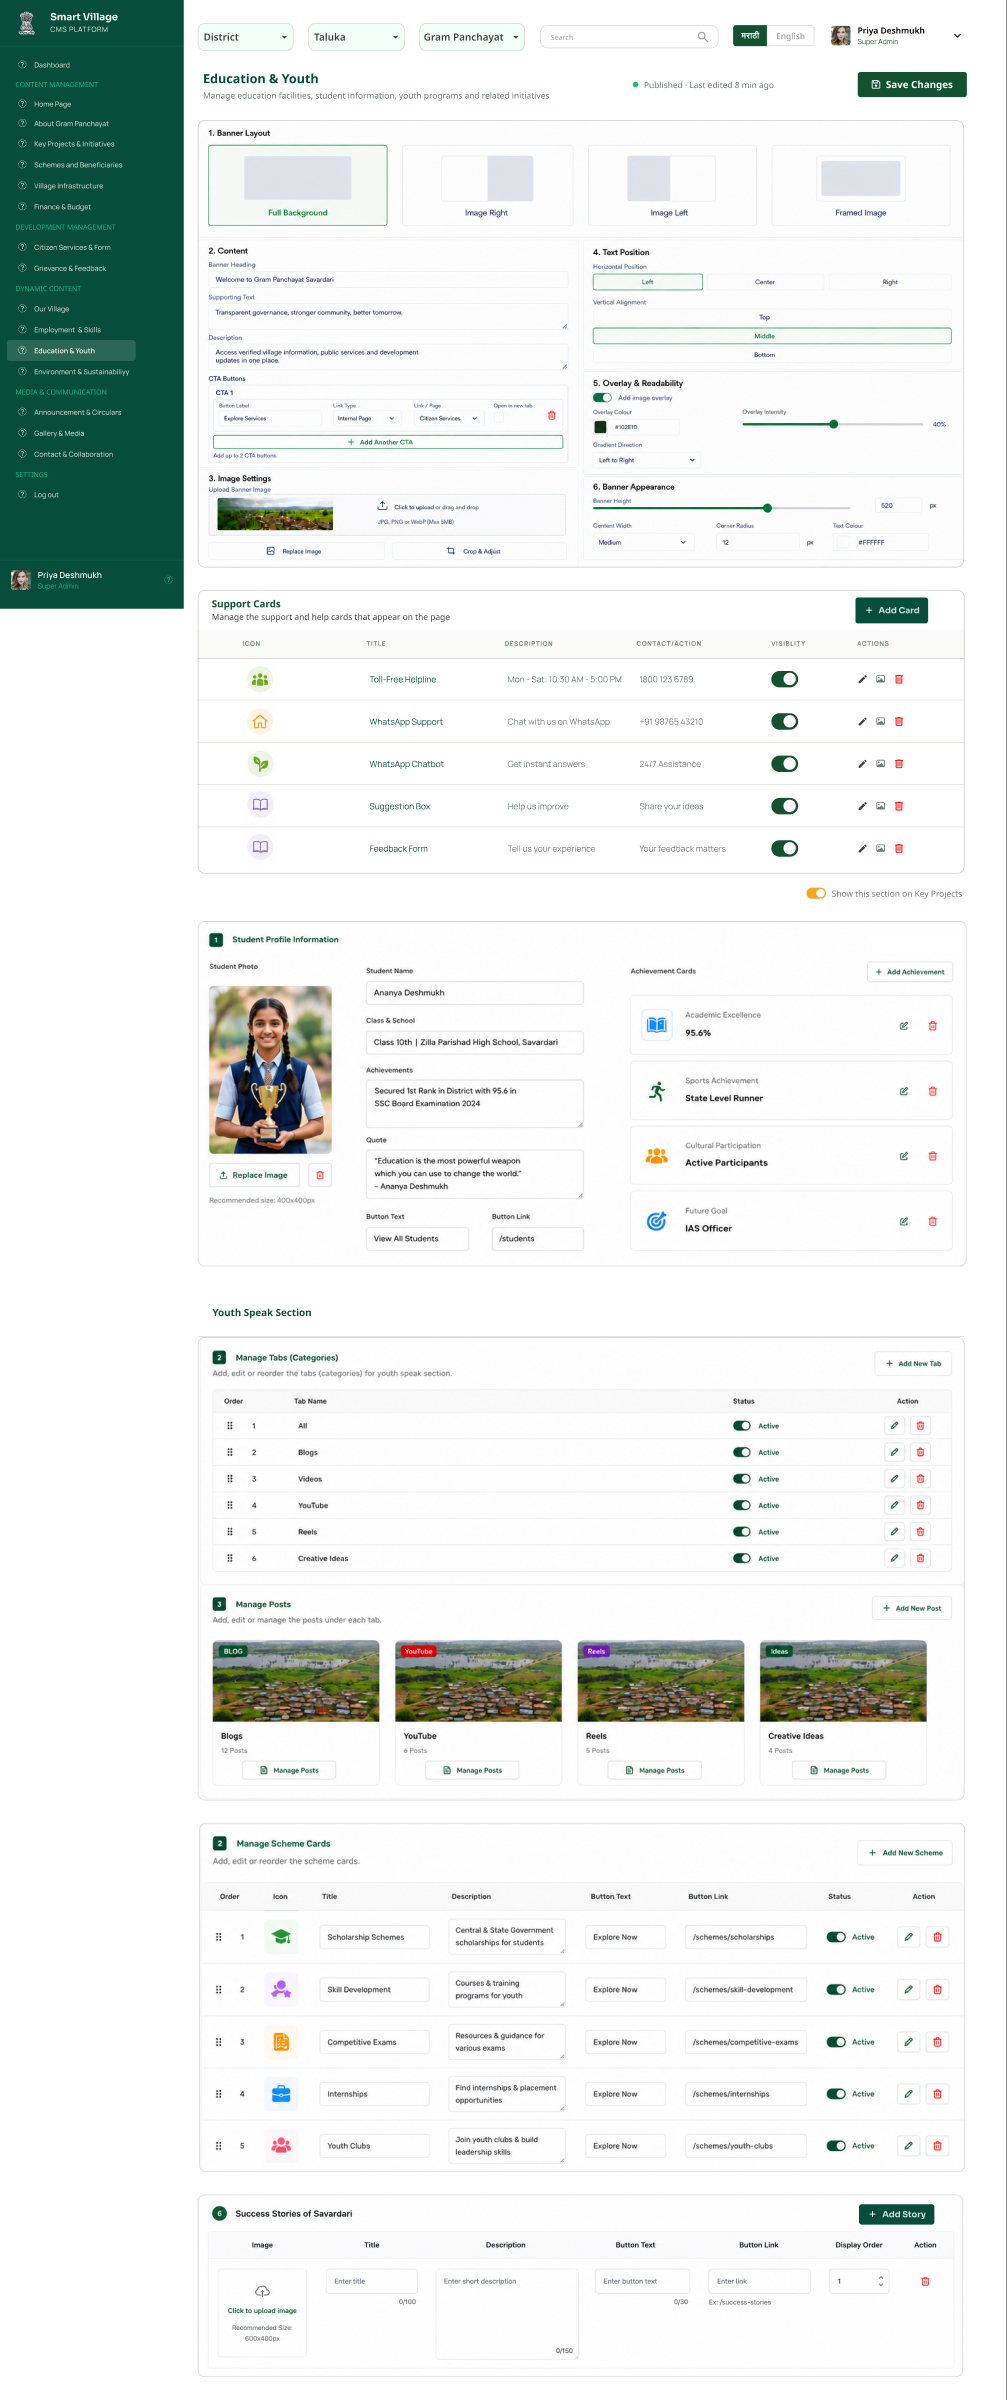 Smart Village
CMS PLATFORM
Dashboard
CONTENT MANAGEMENT
Home Page
About Gram Panchayat
Key Projects & Initiatives
Schemes and Beneficiaries
Village Infrastructure
Finance & Budget
DEVELOPMENT MANAGEMENT
Citizen Services & Form
Grievance & Feedback
DYNAMIC CONTENT
Our Village
Employment & Skills
Education & Youth
Environment & Sustainabiliyy
MEDIA & COMMUNICATION
Announcement & Circulars
Gallery & Media
Contact & Collaboration
SETTINGS
Log out
Priya Deshmukh
Super Admin
District
Taluka
Gram Panchayat
Search
मराठी
English
Priya Deshmukh
Super Admin
Education & Youth
Manage education facilities, student information, youth programs and related initiatives
Published · Last edited 8 min ago
Save Changes
1. Banner Layout
Full Background
Image Right
Image Left
Framed Image
2. Content
Banner Heading
Welcome to Gram Panchayat Savardari
Supporting Text
Transparent governance, stronger community, better tomorrow.
Description
Access verified village information, public services and development
updates in one place.
CTA Buttons
CTA 1
Button Label
Link Type
Link / Page
Open in new tab
Explore Services
Internal Page
Citizen Services
+ Add Another CTA
Add up to 2 CTA buttons.
3. Image Settings
Upload Banner Image
Click to upload or drag and drop
JPG, PNG or WebP (Max 5MB)
Replace Image
Crop & Adjust
4. Text Position
Horizontal Position
Left
Center
Right
Vertical Alignment
Top
Middle
Bottom
5. Overlay & Readability
Add image overlay
Overlay Colour
Overlay Intensity
#102E1D
40%
Gradient Direction
Left to Right
6. Banner Appearance
Banner Height
520
px
Content Width
Corner Radius
Text Colour
Medium
12
px
#FFFFFF
Support Cards
Manage the support and help cards that appear on the page
+ Add Card
ICON
TITLE
DESCRIPTION
CONTACT/ACTION
VISIBLITY
ACTIONS
Toll-Free Helpline
Mon - Sat: 10:30 AM - 5:00 PM
1800 123 6789
WhatsApp Support
Chat with us on WhatsApp
+91 98765 43210
WhatsApp Chatbot
Get instant answers
24/7 Assistance
Suggestion Box
Help us improve
Share your ideas
Feedback Form
Tell us your experience
Your feedback matters
Show this section on Key Projects
1 Student Profile Information
Student Photo
Replace Image
Recommended size: 400x400px
Student Name
Ananya Deshmukh
Class & School
Class 10th | Zilla Parishad High School, Savardari
Achievements
Secured 1st Rank in District with 95.6 in
SSC Board Examination 2024
Quote
"Education is the most powerful weapon
which you can use to change the world."
- Ananya Deshmukh
Button Text
Button Link
View All Students
/students
Achievement Cards
+ Add Achievement
Academic Excellence
95.6%
Sports Achievement
State Level Runner
Cultural Participation
Active Participants
Future Goal
IAS Officer
Youth Speak Section
2 Manage Tabs (Categories)
Add, edit or reorder the tabs (categories) for youth speak section.
+ Add New Tab
Order
Tab Name
Status
Action
1 All Active
2 Blogs Active
3 Videos Active
4 YouTube Active
5 Reels Active
6 Creative Ideas Active
3 Manage Posts
Add, edit or manage the posts under each tab.
+ Add New Post
BLOG
Blogs
12 Posts
Manage Posts
YouTube
YouTube
6 Posts
Manage Posts
Reels
Reels
5 Posts
Manage Posts
Ideas
Creative Ideas
4 Posts
Manage Posts
2 Manage Scheme Cards
Add, edit or reorder the scheme cards.
+ Add New Scheme
Order
Icon
Title
Description
Button Text
Button Link
Status
Action
1
Scholarship Schemes
Central & State Government
scholarships for students
Explore Now
/schemes/scholarships
Active
2
Skill Development
Courses & training
programs for youth
Explore Now
/schemes/skill-development
Active
3
Competitive Exams
Resources & guidance for
various exams
Explore Now
/schemes/competitive-exams
Active
4
Internships
Find internships & placement
opportunities
Explore Now
/schemes/internships
Active
5
Youth Clubs
Join youth clubs & build
leadership skills
Explore Now
/schemes/youth-clubs
Active
6 Success Stories of Savardari
+ Add Story
Image
Title
Description
Button Text
Button Link
Display Order
Action
Click to upload image
Recommended Size:
600x400px
Enter title
0/100
Enter short description
0/150
Enter button text
0/30
Enter link
Ex: /success-stories
1